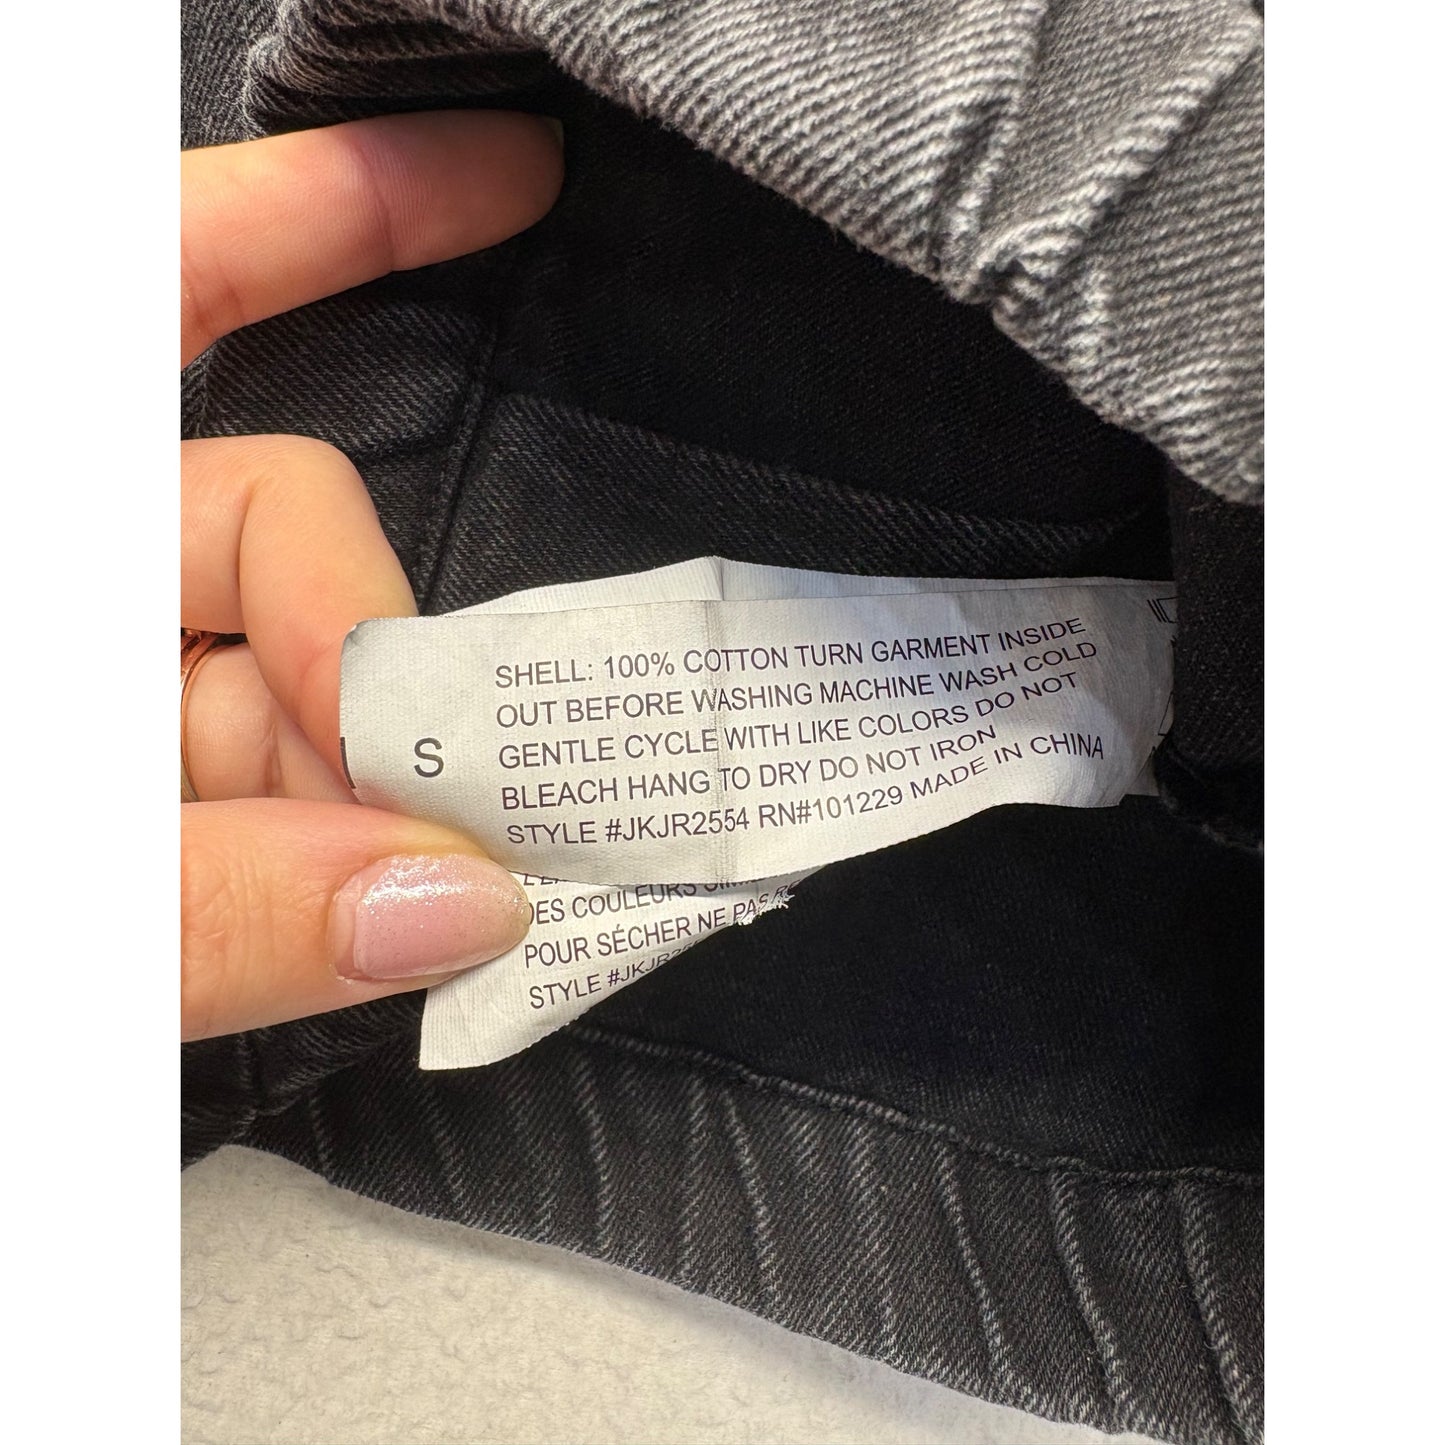 SHELL: 100% COTTON TURN GARMENT INSIDE
OUT BEFORE WASHING MACHINE WASH COLD
GENTLE CYCLE WITH LIKE COLORS DO NOT
BLEACH HANG TO DRY DO NOT IRON
STYLE #JKJR2554 RN#101229 MADE IN CHINA
S
DES COULEURS
POUR SÉCHER NE PAS
STYLE